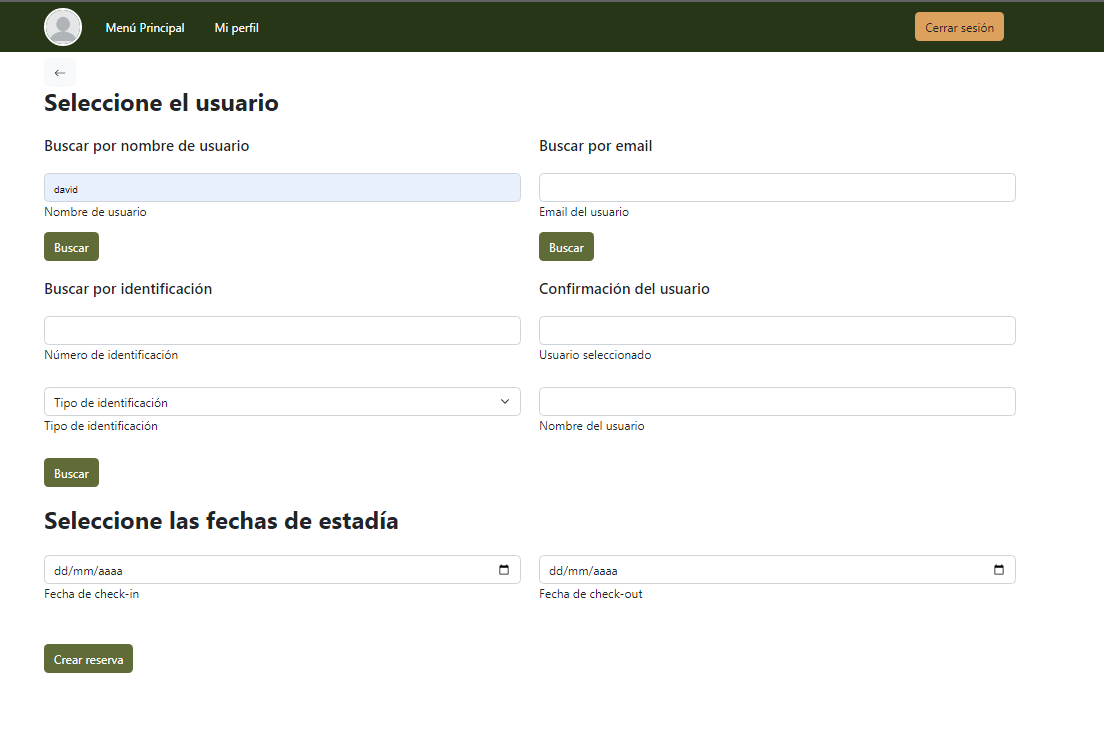 Menú Principal
Mi perfil
Cerrar sesión
←
Seleccione el usuario
Buscar por nombre de usuario
david
Nombre de usuario
Buscar
Buscar por email
Email del usuario
Buscar
Buscar por identificación
Número de identificación
Tipo de identificación
Tipo de identificación
Buscar
Confirmación del usuario
Usuario seleccionado
Nombre del usuario
Seleccione las fechas de estadía
dd/mm/aaaa
Fecha de check-in
dd/mm/aaaa
Fecha de check-out
Crear reserva